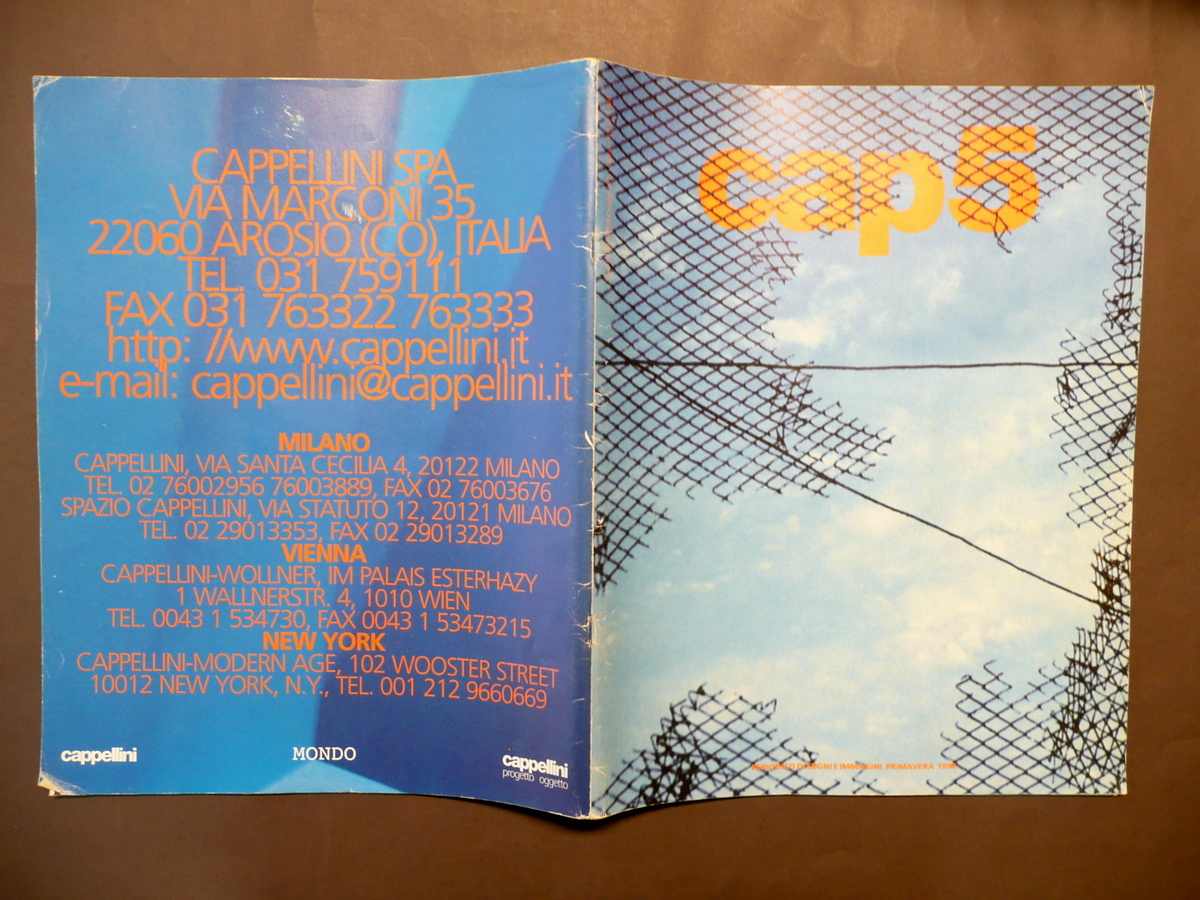 CAPPELLINI SPA
VIA MARCONI 35
22060 AROSIO (CO), ITALIA
TEL. 031 759111
FAX 031 763322 763333
http: //www.cappellini.it
e-mail: cappellini@cappellini.it
MILANO
CAPPELLINI, VIA SANTA CECILIA 4, 20122 MILANO
TEL. 02 76002956 76003889, FAX 02 76003676
SPAZIO CAPPELLINI, VIA STATUTO 12, 20121 MILANO
TEL. 02 29013353, FAX 02 29013289
VIENNA
CAPPELLINI-WOLLNER, IM PALAIS ESTERHAZY
1 WALLNERSTR. 4, 1010 WIEN
TEL. 0043 1 534730, FAX 0043 1 53473215
NEW YORK
CAPPELLINI-MODERN AGE, 102 WOOSTER STREET
10012 NEW YORK, N.Y., TEL. 001 212 9660669
cappellini
MONDO
cappellini
progetto oggetto
cap5
E IMMAGINI. PRIMAVERA